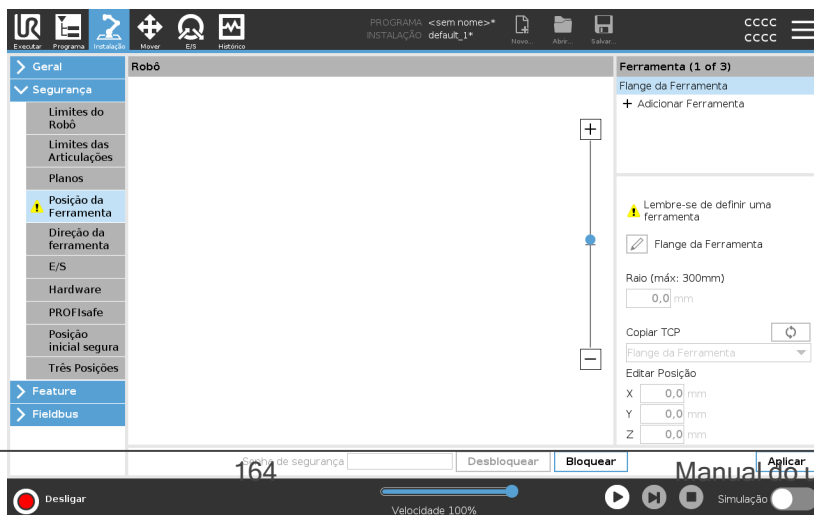 UR
Executar
Programa
Instalação
Mover
E/S
Histórico
PROGRAMA <sem nome>*
INSTALAÇÃO default_1*
Novo...
Abrir...
Salvar...
cccc
cccc
Geral
Segurança
Limites do
Robô
Limites das
Articulações
Planos
Posição da
Ferramenta
Direção da
ferramenta
E/S
Hardware
PROFIsafe
Posição
inicial segura
Três Posições
Feature
Fieldbus
Robô
Ferramenta (1 of 3)
Flange da Ferramenta
+ Adicionar Ferramenta
Lembre-se de definir uma
ferramenta
Flange da Ferramenta
Raio (máx: 300mm)
0,0 mm
Copiar TCP
Flange da Ferramenta
Editar Posição
X 0,0 mm
Y 0,0 mm
Z 0,0 mm
Senha de segurança
Desbloquear
Bloquear
Aplicar
164
Manual do u
Desligar
Velocidade 100%
Simulação